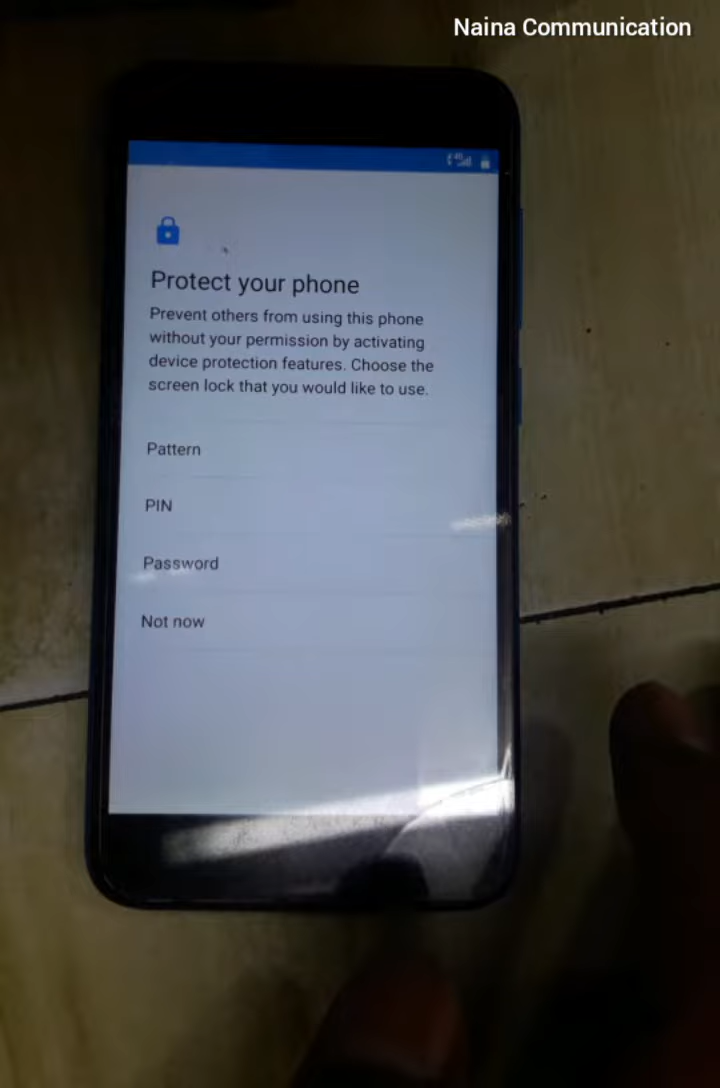 Naina Communication
Protect your phone
Prevent others from using this phone
without your permission by activating
device protection features. Choose the
screen lock that you would like to use.
Pattern
PIN
Password
Not now